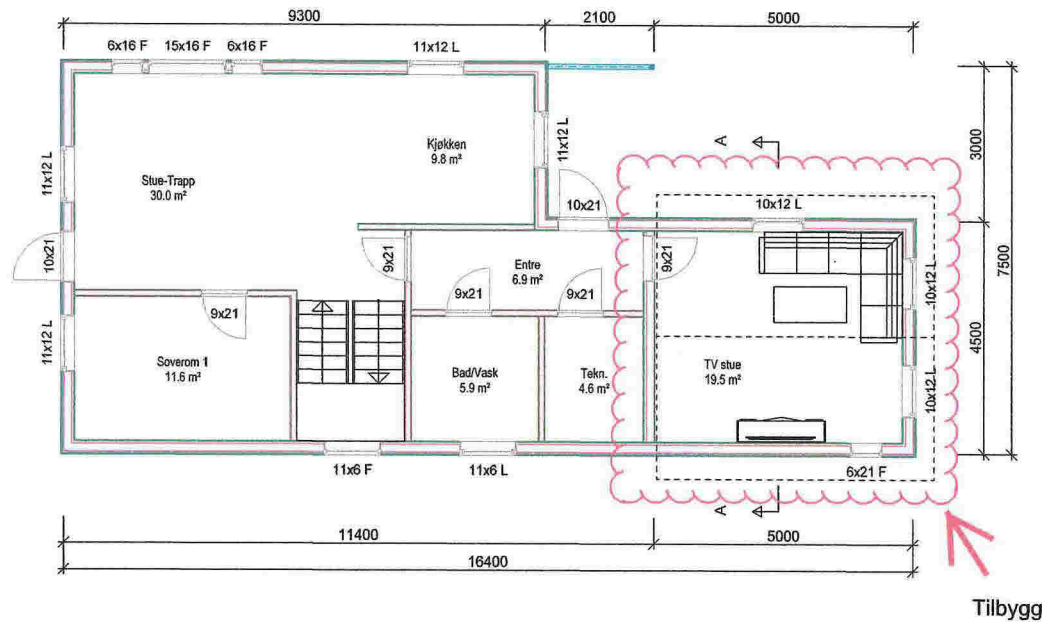 9300
2100
5000
6x16 F
15x16 F
6x16 F
11x12 L
3000
7500
A
Kjøkken
9.8 m²
11x12 L
11x12 L
Stue-Trapp
30.0 m²
10x21
10x12 L
10x21
9x21
Entre
6.9 m²
9x21
10x12 L
9x21
9x21
9x21
4500
11x12 L
Soverom 1
11.6 m²
Bad/Vask
5.9 m²
Tekn.
4.6 m²
TV stue
19.5 m²
10x12 L
11x6 F
11x6 L
6x21 F
A
11400
5000
16400
Tilbygg